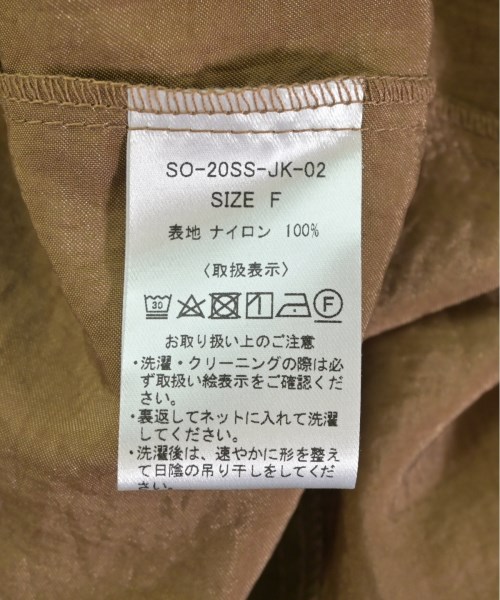 SO-20SS-JK-02
SIZE F
表地 ナイロン 100%
〈取扱表示〉
30 F
お取り扱い上のご注意
・洗濯・クリーニングの際は必
ず取扱い絵表示をご確認くだ
さい。
・裏返してネットに入れて洗濯
してください。
・洗濯後は、速やかに形を整え
て日陰の吊り干しをしてくだ
さい。